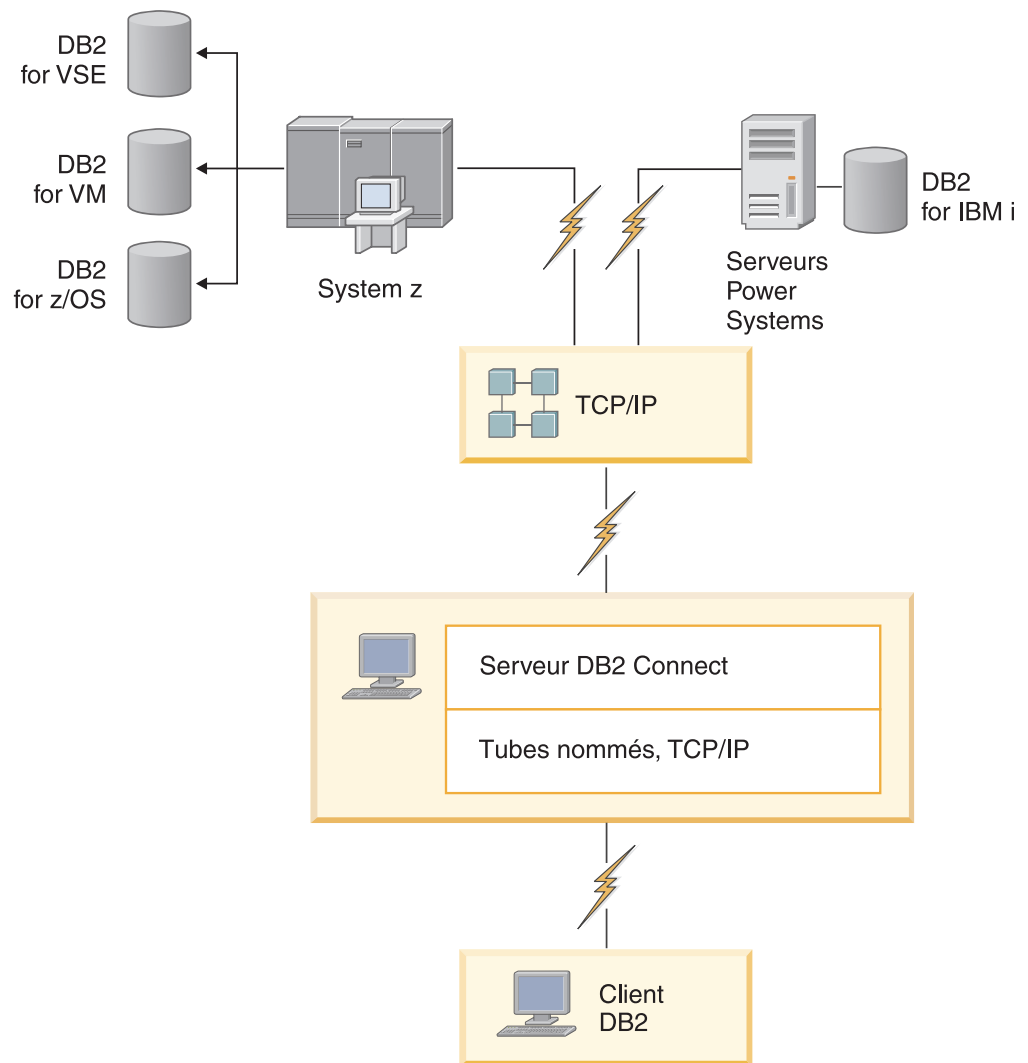 DB2
for VSE
DB2
for VM
DB2
for z/OS
System z
Serveurs
Power
Systems
DB2
for IBM i
TCP/IP
Serveur DB2 Connect
Tubes nommés, TCP/IP
Client
DB2